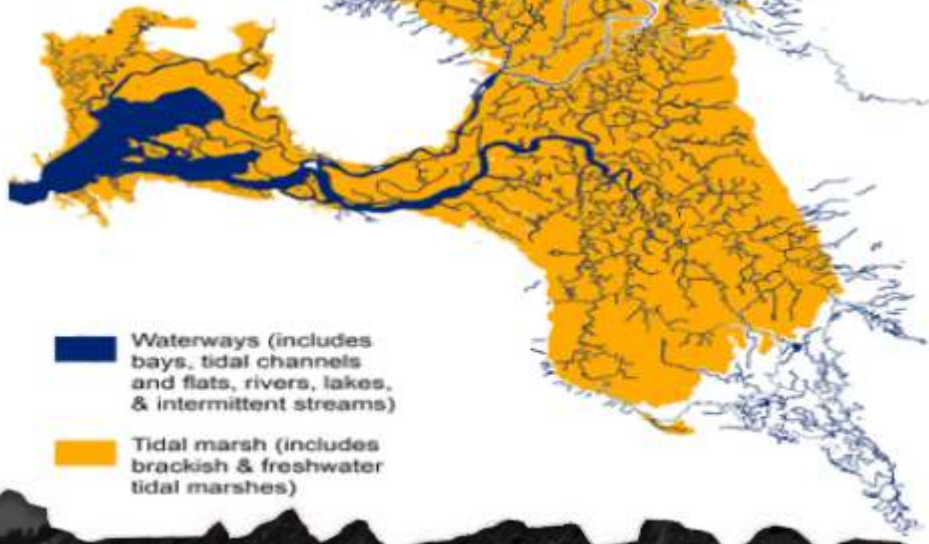 Waterways (includes
bays, tidal channels
and flats, rivers, lakes,
& intermittent streams)
Tidal marsh (includes
brackish & freshwater
tidal marshes)